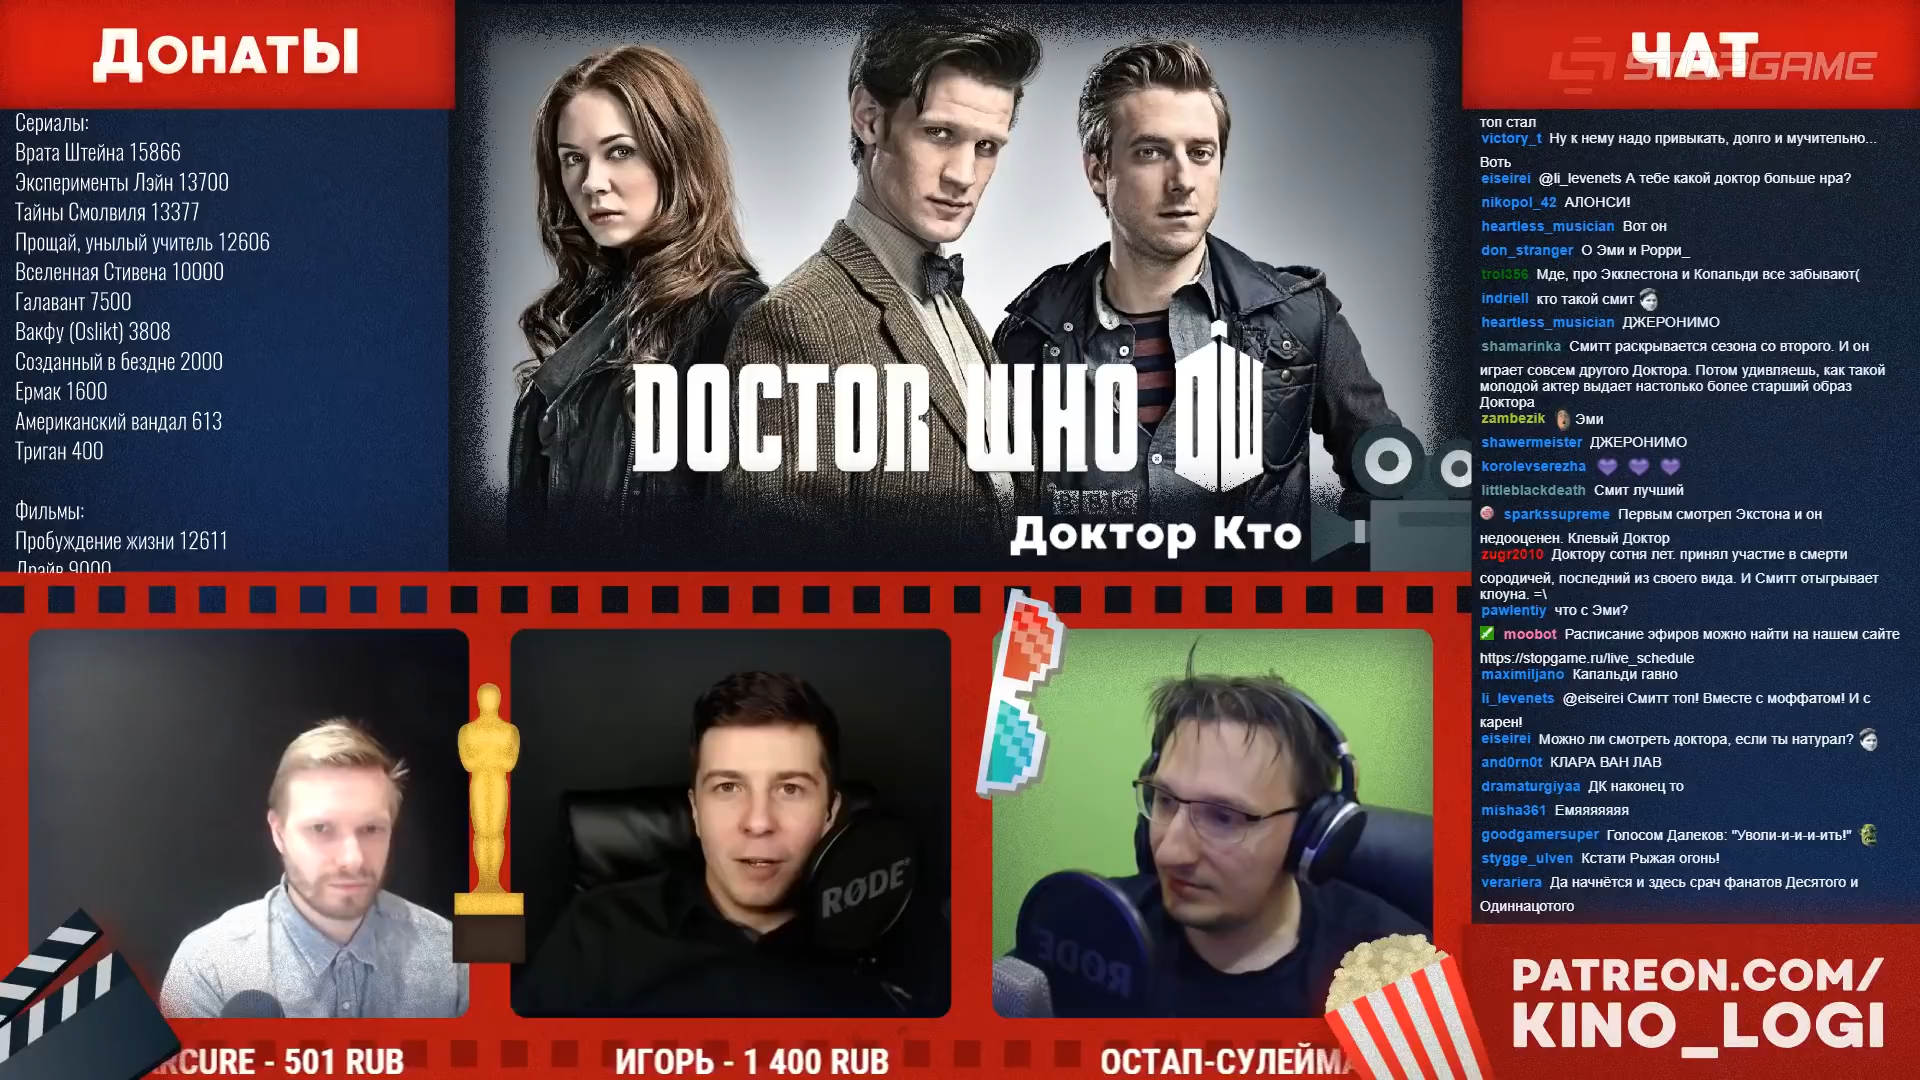 ДонатЫ
Сериалы:
Врата Штейна 15866
Эксперименты Лэйн 13700
Тайны Смолвиля 13377
Прощай, унылый учитель 12606
Вселенная Стивена 10000
Галавант 7500
Вакфу (Oslikt) 3808
Созданный в бездне 2000
Ермак 1600
Американский вандал 613
Триган 400
Фильмы:
Пробуждение жизни 12611
Драйв 9000
DOCTOR WHO DW
BBC
Доктор Кто
ЧАТ
STOPGAME
топ стал
victory_t Ну к нему надо привыкать, долго и мучительно...
Воть
eiseirei @li_levenets А тебе какой доктор больше нра?
nikopol_42 АЛОНСИ!
heartless_musician Вот он
don_stranger О Эми и Рорри_
trol356 Мде, про Экклестона и Копальди все забывают(
indriell кто такой смит
heartless_musician ДЖЕРОНИМО
shamarinka Смитт раскрывается сезона со второго. И он
играет совсем другого Доктора. Потом удивляешь, как такой
молодой актер выдает настолько более старший образ
Доктора
zambezik Эми
shawermeister ДЖЕРОНИМО
korolevserezha
littleblackdeath Смит лучший
sparkssupreme Первым смотрел Экстона и он
недооценен. Клевый Доктор
zugr2010 Доктору сотня лет. принял участие в смерти
сородичей, последний из своего вида. И Смитт отыгрывает
клоуна. =\
pawlentiy что с Эми?
moobot Расписание эфиров можно найти на нашем сайте
https://stopgame.ru/live_schedule
maximiljano Капальди гавно
li_levenets @eiseirei Смитт топ! Вместе с моффатом! И с
карен!
eiseirei Можно ли смотреть доктора, если ты натурал?
and0rn0t КЛАРА ВАН ЛАВ
dramaturgiyaa ДК наконец то
misha361 Емяяяяяяя
goodgamersuper Голосом Далеков: "Уволи-и-и-и-ить!"
stygge_ulven Кстати Рыжая огонь!
verariera Да начнётся и здесь срач фанатов Десятого и
Одиннацотого
RØDE
RØDE
PATREON.COM/
KINO_LOGI
RCURE - 501 RUB
ИГОРЬ - 1 400 RUB
ОСТАП-СУЛЕЙМА